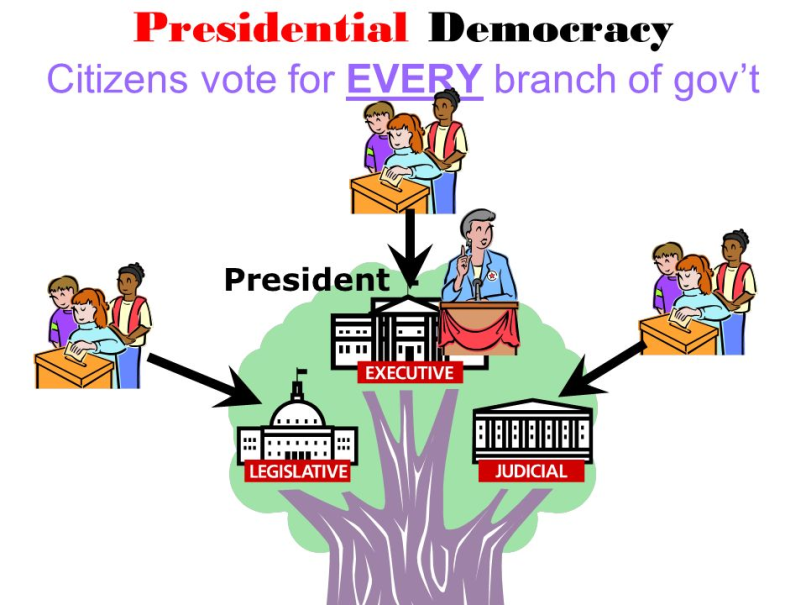 Presidential Democracy
Citizens vote for EVERY branch of gov't
President -
EXECUTIVE
LEGISLATIVE
JUDICIAL